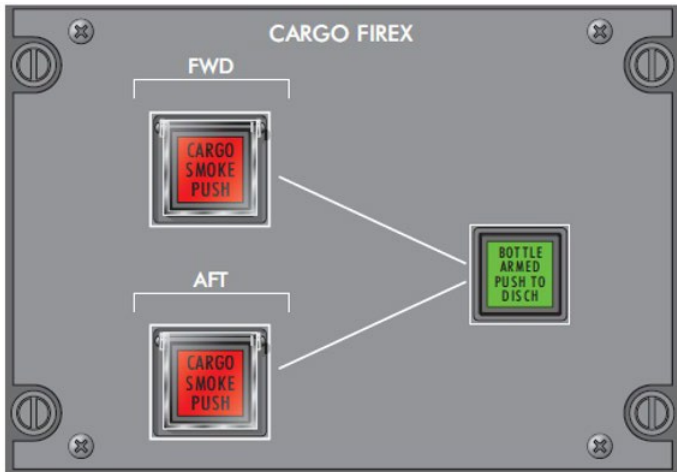 CARGO FIREX
FWD
CARGO
SMOKE
PUSH
BOTTLE
ARMED
PUSH TO
DISCH
AFT
CARGO
SMOKE
PUSH